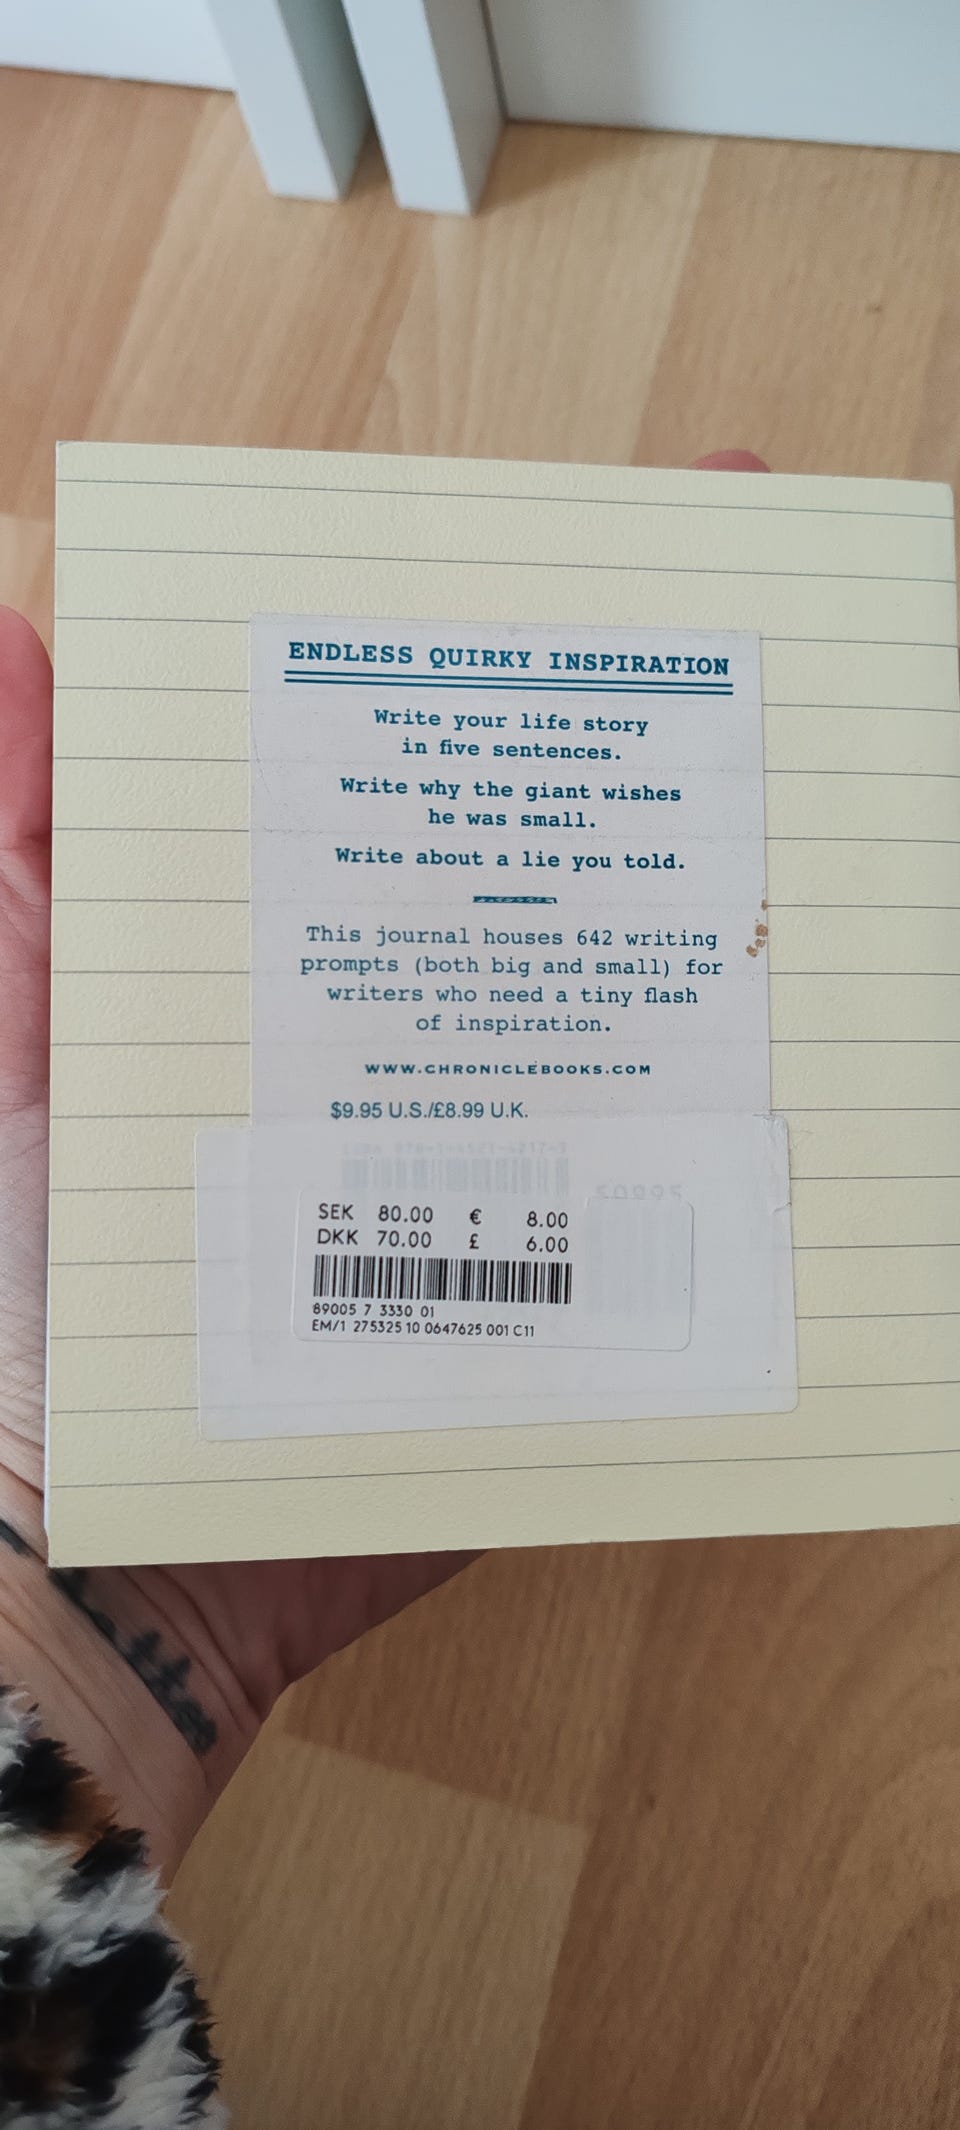 ENDLESS QUIRKY INSPIRATION
Write your life story
in five sentences.
Write why the giant wishes
he was small.
Write about a lie you told.
This journal houses 642 writing
prompts (both big and small) for
writers who need a tiny flash
of inspiration.
WWW.CHRONICLEBOOKS.COM
$9.95 U.S./£8.99 U.K.
SEK 80.00 € 8.00
DKK 70.00 £ 6.00
89005 7 3330 01
EM/1 275325 10 0647625 001 C11